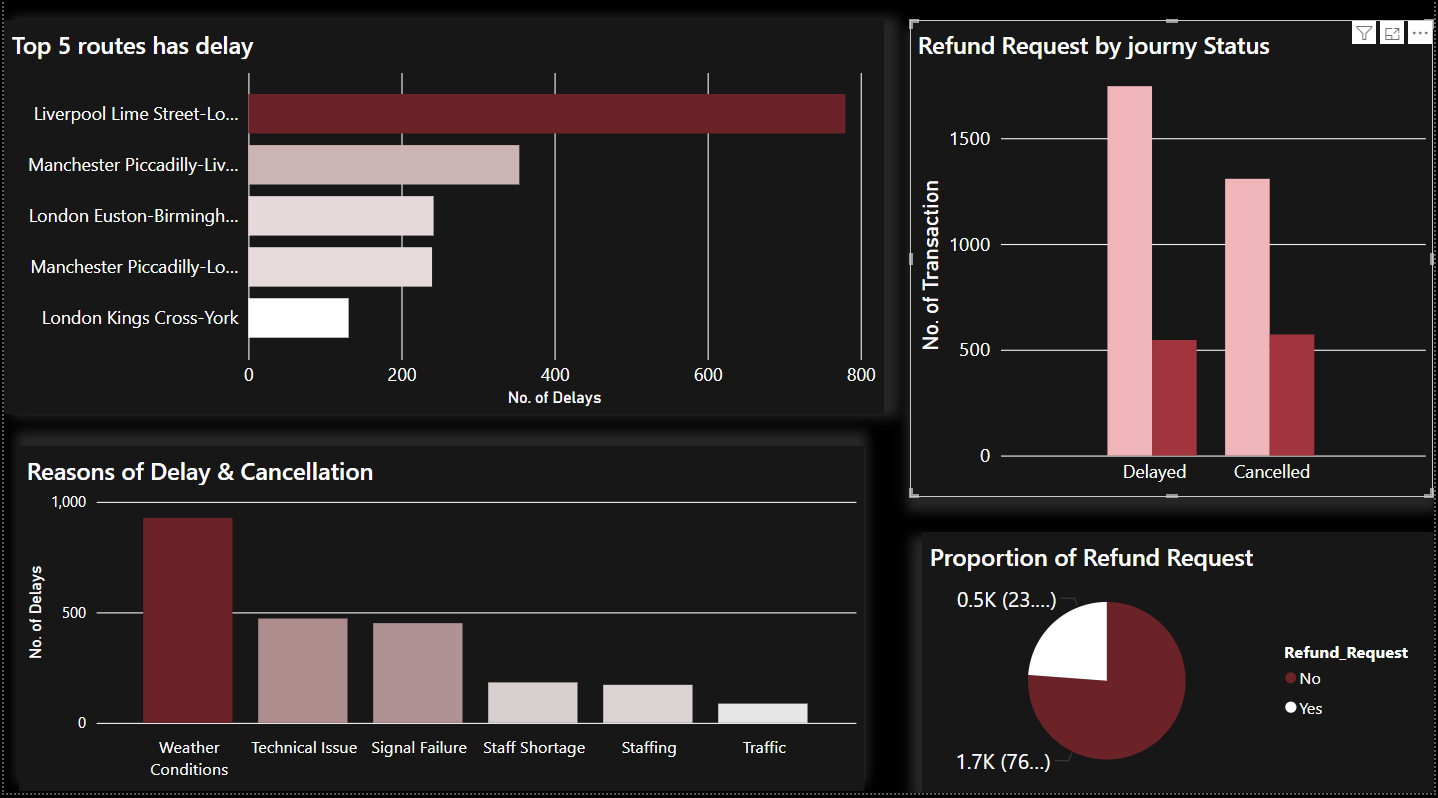 Top 5 routes has delay
Liverpool Lime Street-Lo...
Manchester Piccadilly-Liv...
London Euston-Birmingh...
Manchester Piccadilly-Lo...
London Kings Cross-York
0 200 400 600 800
No. of Delays
Refund Request by journy Status
No. of Transaction
1500
1000
500
0
Delayed Cancelled
Reasons of Delay & Cancellation
No. of Delays
1,000
500
0
Weather
Conditions
Technical Issue
Signal Failure
Staff Shortage
Staffing
Traffic
Proportion of Refund Request
0.5K (23....)
1.7K (76...)
Refund_Request
No
Yes